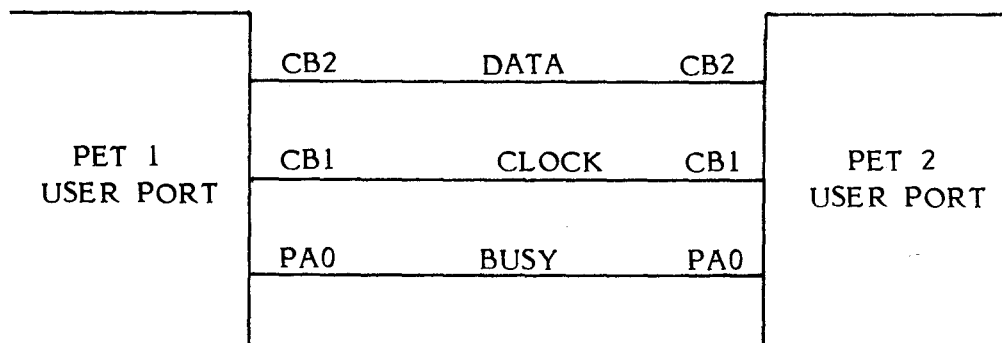 CB2 DATA CB2
PET 1 USER PORT
CB1 CLOCK CB1
PET 2 USER PORT
PA0 BUSY PA0